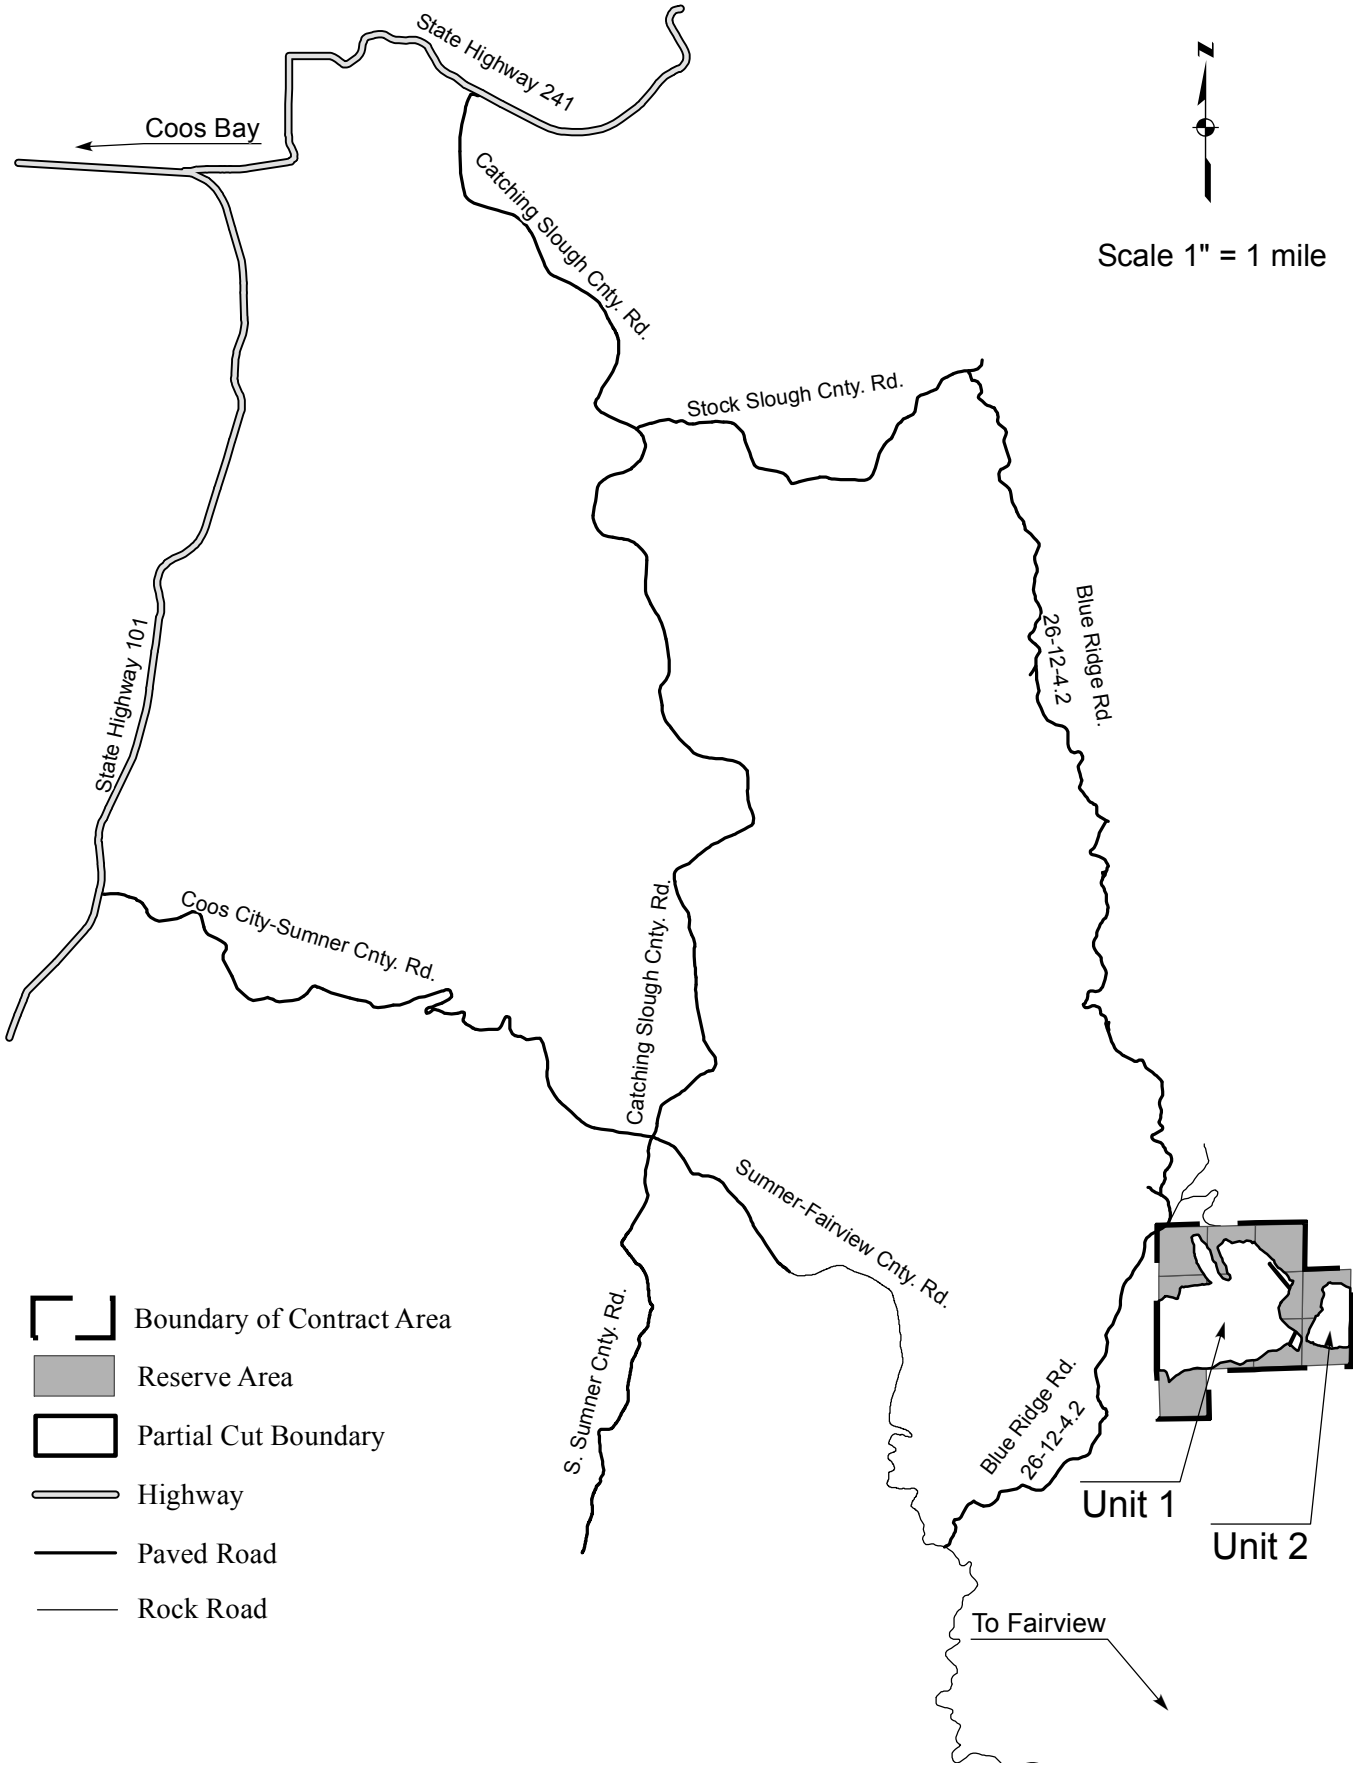 State Highway 241
Coos Bay
Z
Catching Slough Cnty. Rd.
Scale 1" = 1 mile
Stock Slough Cnty. Rd.
Blue Ridge Rd.
26-12-4.2
State Highway 101
Coos City-Sumner Cnty. Rd.
Catching Slough Cnty. Rd.
Sumner-Fairview Cnty. Rd.
S. Sumner Cnty. Rd.
Blue Ridge Rd.
26-12-4.2
Unit 1
Unit 2
To Fairview
Boundary of Contract Area
Reserve Area
Partial Cut Boundary
Highway
Paved Road
Rock Road